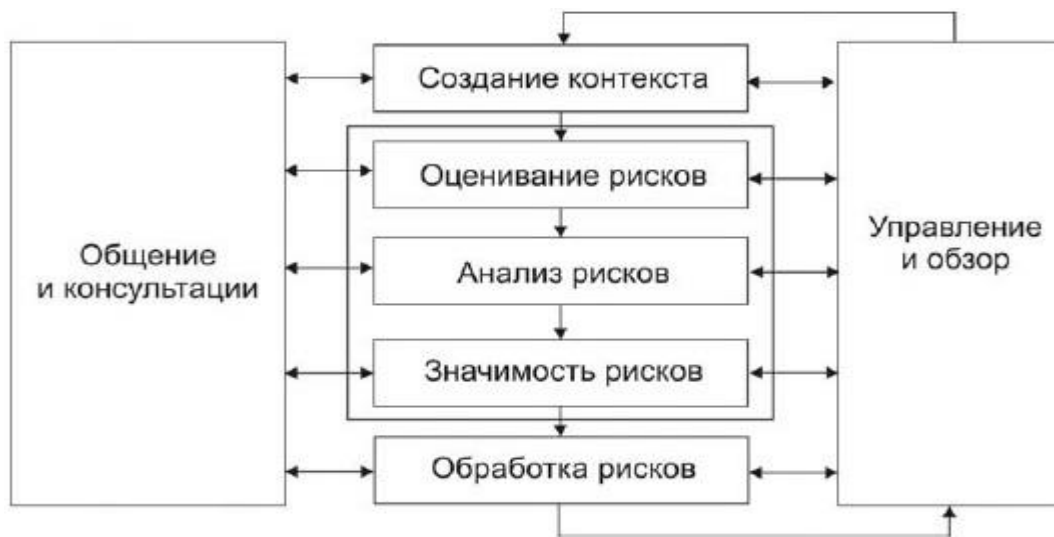 Общение
и консультации
Создание контекста
Оценивание рисков
Анализ рисков
Значимость рисков
Обработка рисков
Управление
и обзор